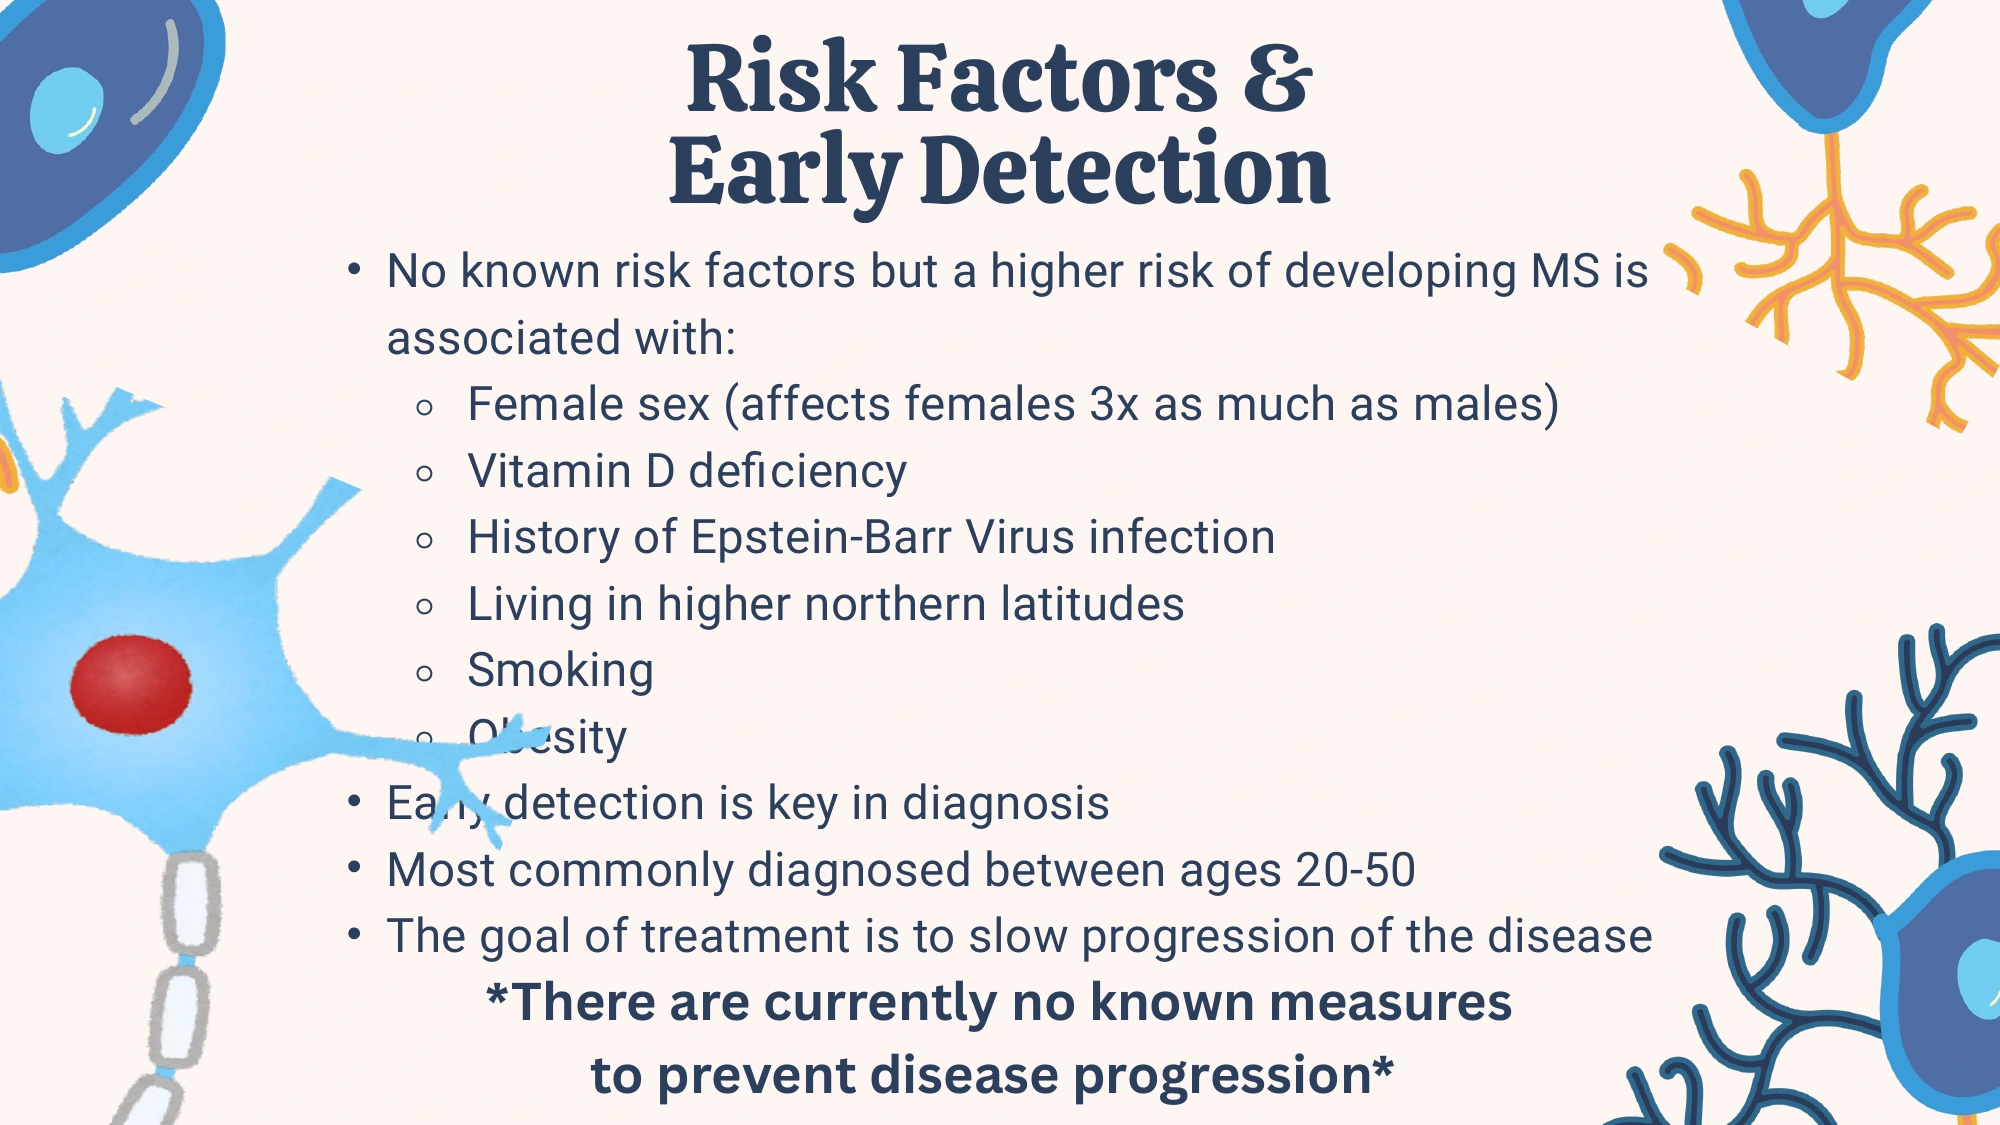 Risk Factors &
Early Detection
• No known risk factors but a higher risk of developing MS is
associated with:
◦ Female sex (affects females 3x as much as males)
◦ Vitamin D deficiency
◦ History of Epstein-Barr Virus infection
◦ Living in higher northern latitudes
◦ Smoking
◦ Obesity
• Early detection is key in diagnosis
• Most commonly diagnosed between ages 20-50
• The goal of treatment is to slow progression of the disease
*There are currently no known measures
to prevent disease progression*